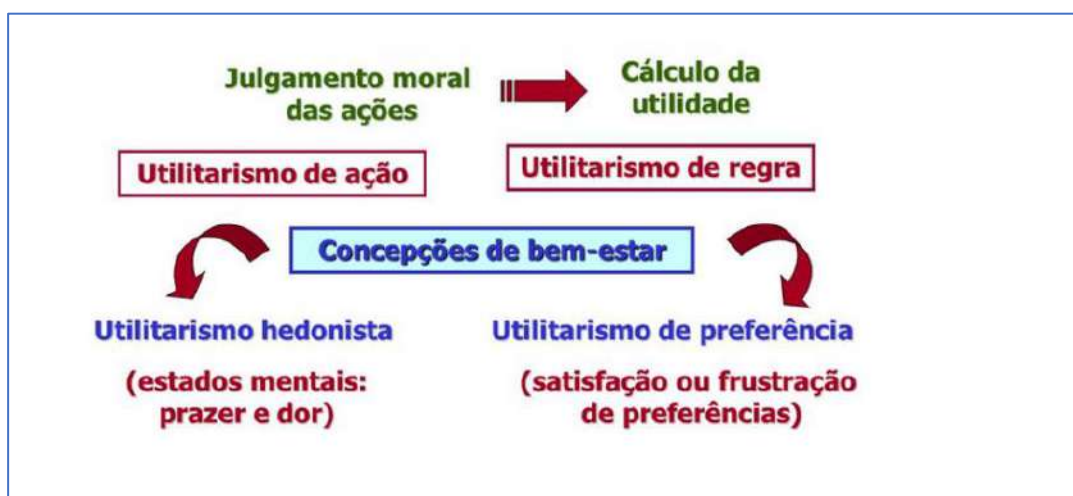 Julgamento moral
das ações
Cálculo da
utilidade
Utilitarismo de ação
Utilitarismo de regra
Concepções de bem-estar
Utilitarismo hedonista
(estados mentais:
prazer e dor)
Utilitarismo de preferência
(satisfação ou frustração
de preferências)